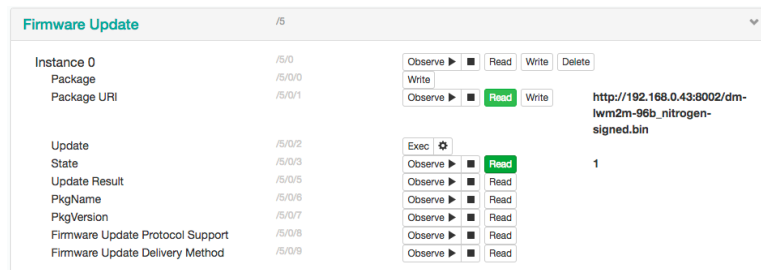 Firmware Update /5
Instance 0 /5/0 Observe Read Write Delete
Package /5/0/0 Write
Package URI /5/0/1 Observe Read Write http://192.168.0.43:8002/dm-
lwm2m-96b_nitrogen-
signed.bin
Update /5/0/2 Exec
State /5/0/3 Observe Read 1
Update Result /5/0/5 Observe Read
PkgName /5/0/6 Observe Read
PkgVersion /5/0/7 Observe Read
Firmware Update Protocol Support /5/0/8 Observe Read
Firmware Update Delivery Method /5/0/9 Observe Read